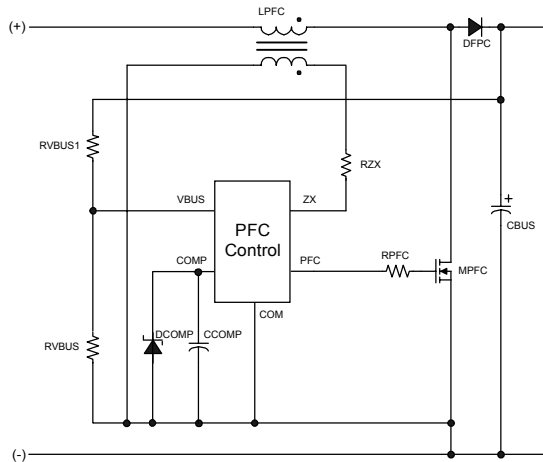 LPFC
(+)
DFPC
RVBUS1
RZX
VBUS
ZX
PFC
Control
+
CBUS
COMP
PFC
RPFC
MPFC
COM
DCOMP
CCOMP
RVBUS
(-)